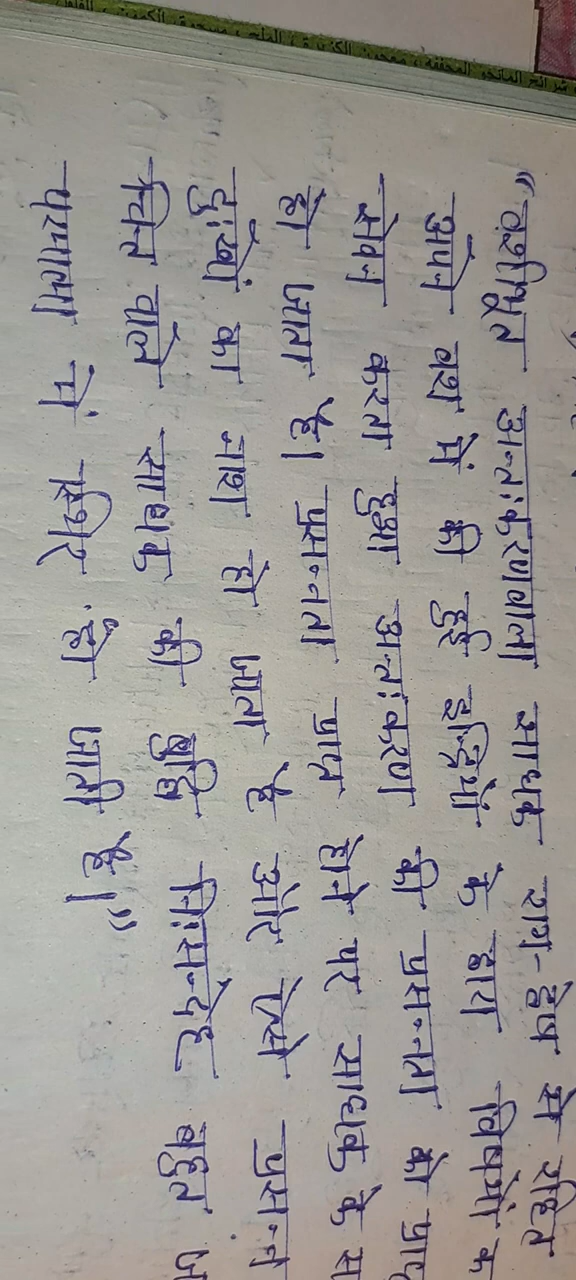 "वशीभूत अन्तःकरणवाला साधक राग-द्वेष से रहित
अपने वश में की हुई इन्द्रियों के द्वारा विषयों
सेवन करता हुआ अन्तःकरण की प्रसन्नता को
हो जाता है। प्रसन्नता प्राप्त होने पर साधक के
दुःखों का नाश हो जाता है और ऐसे प्रसन्न
चित्त वाले साधक की बुद्धि निःसन्देह बहुत
परमात्मा में स्थिर हो जाती है।"